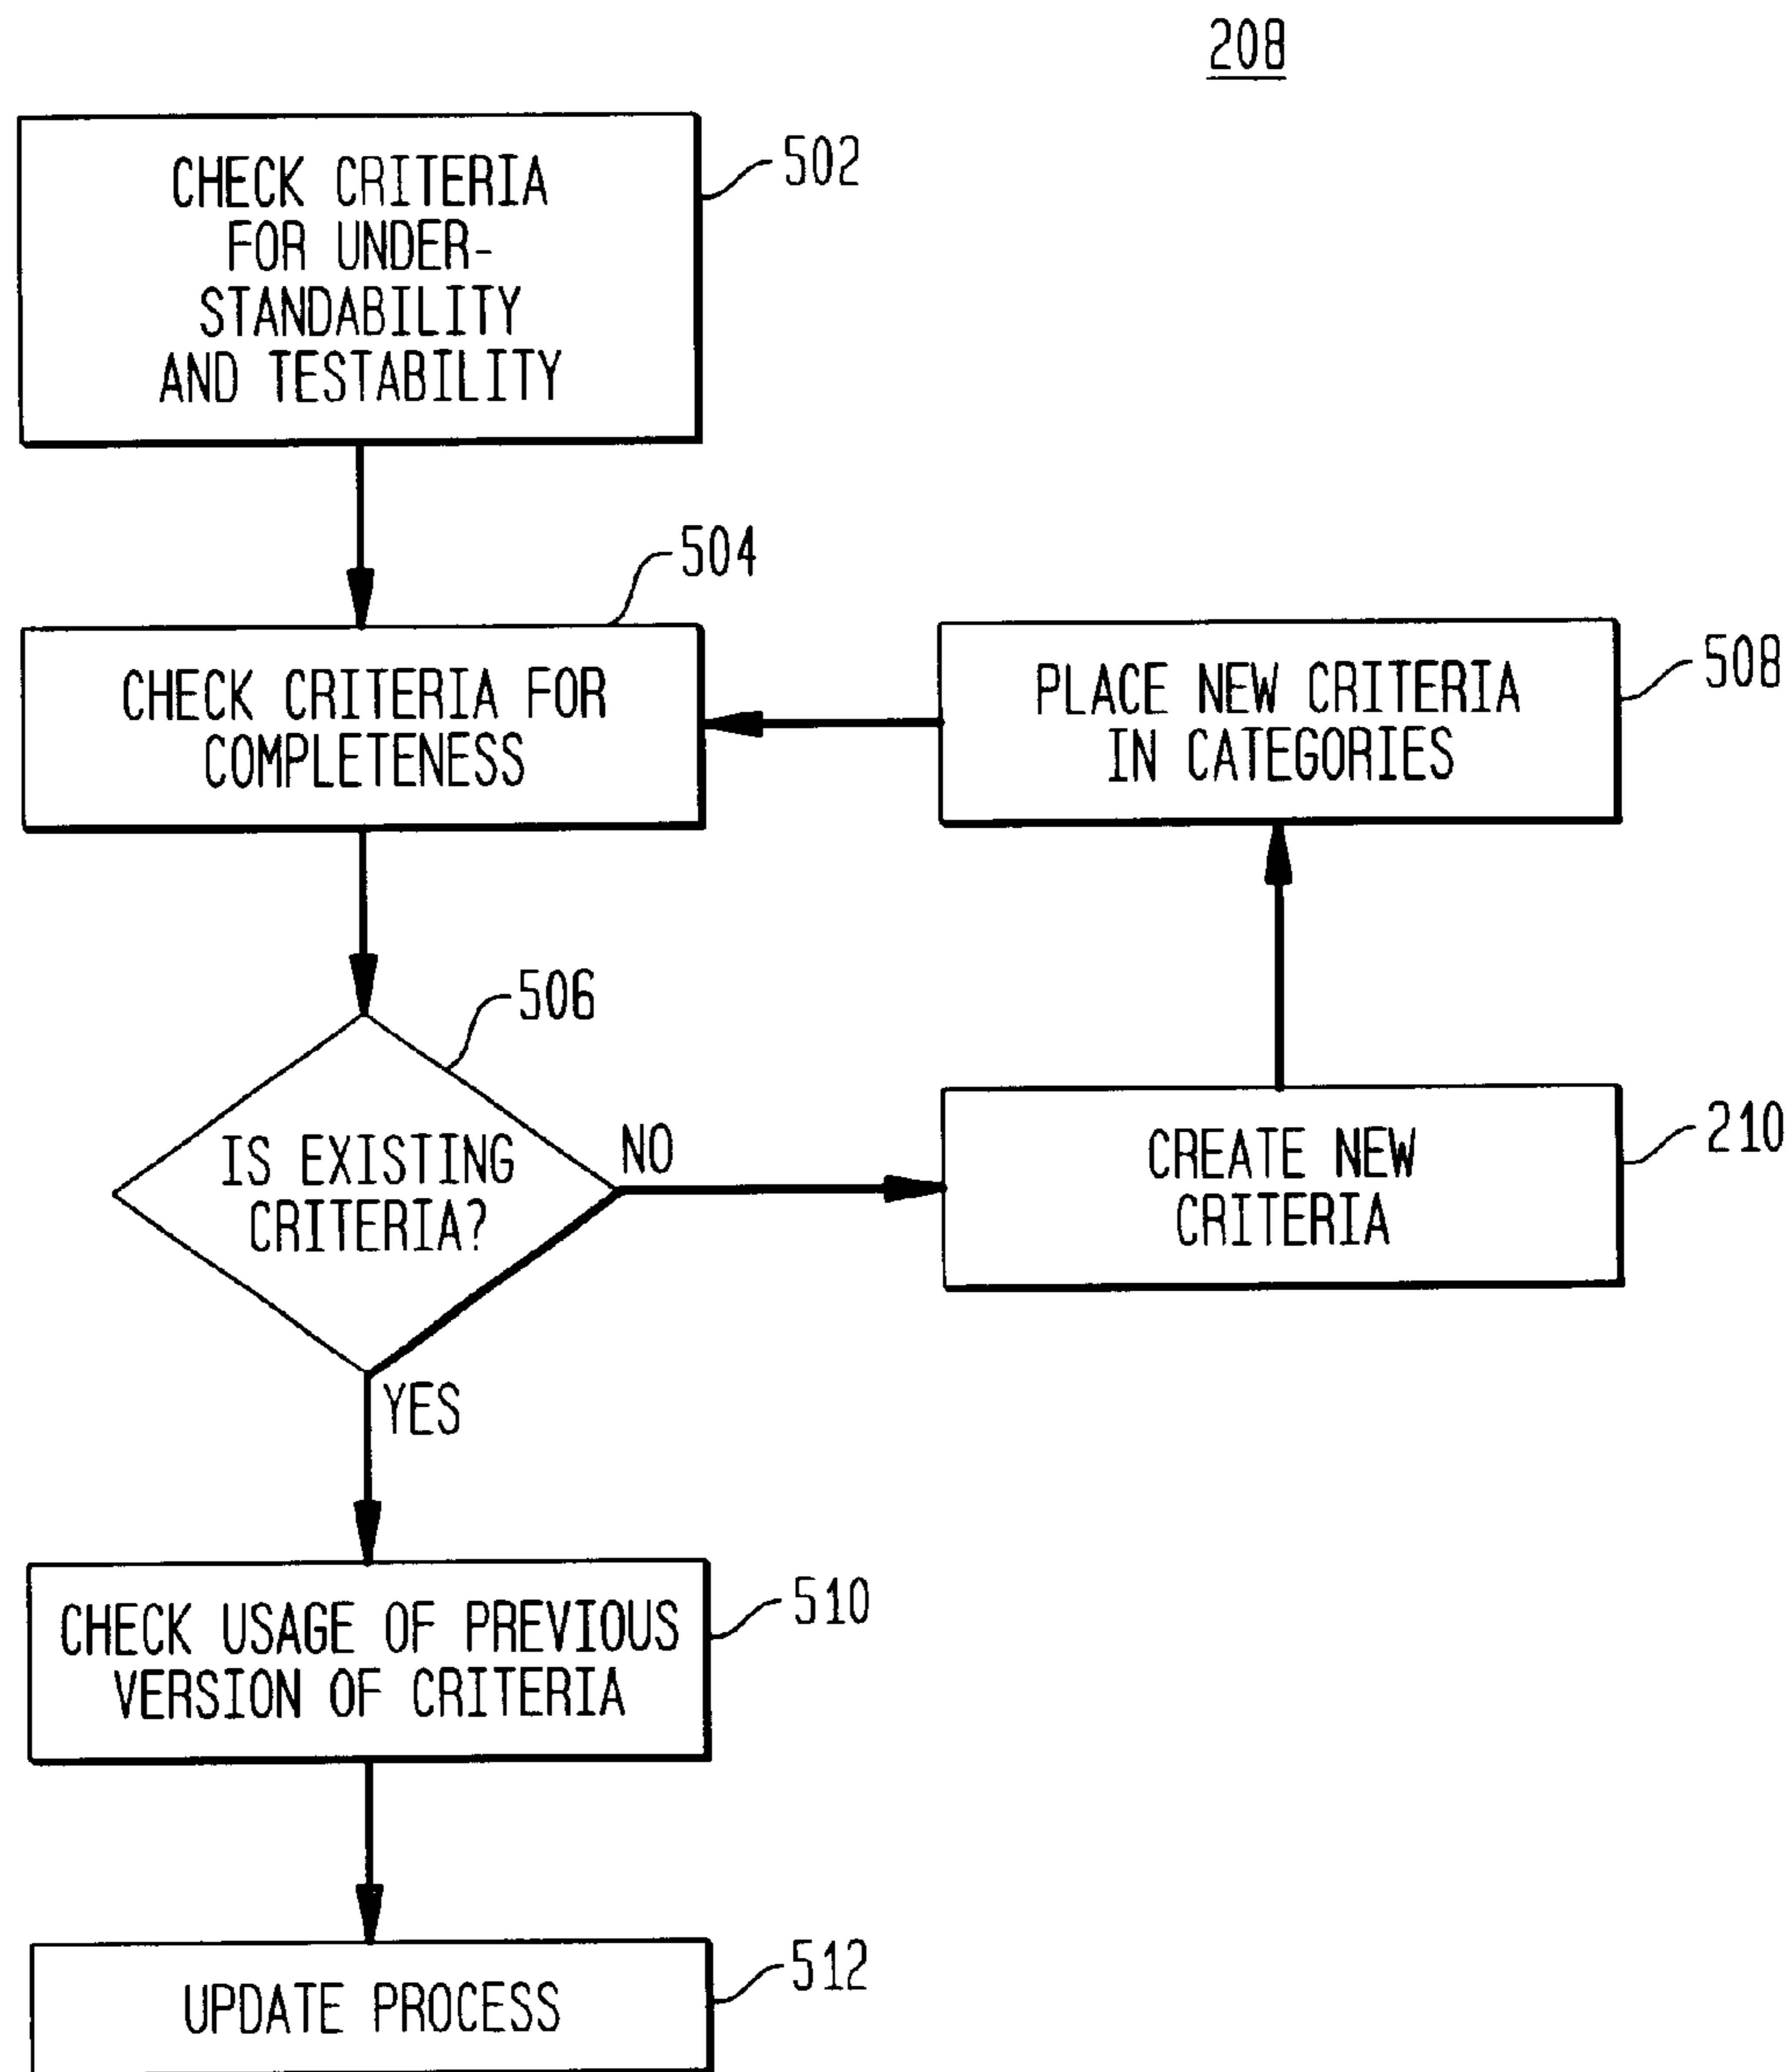 208
CHECK CRITERIA
FOR UNDER-
STANDABILITY
AND TESTABILITY
502
504
CHECK CRITERIA FOR
COMPLETENESS
PLACE NEW CRITERIA
IN CATEGORIES
508
506
IS EXISTING
CRITERIA?
NO
CREATE NEW
CRITERIA
210
YES
CHECK USAGE OF PREVIOUS
VERSION OF CRITERIA
510
UPDATE PROCESS
512